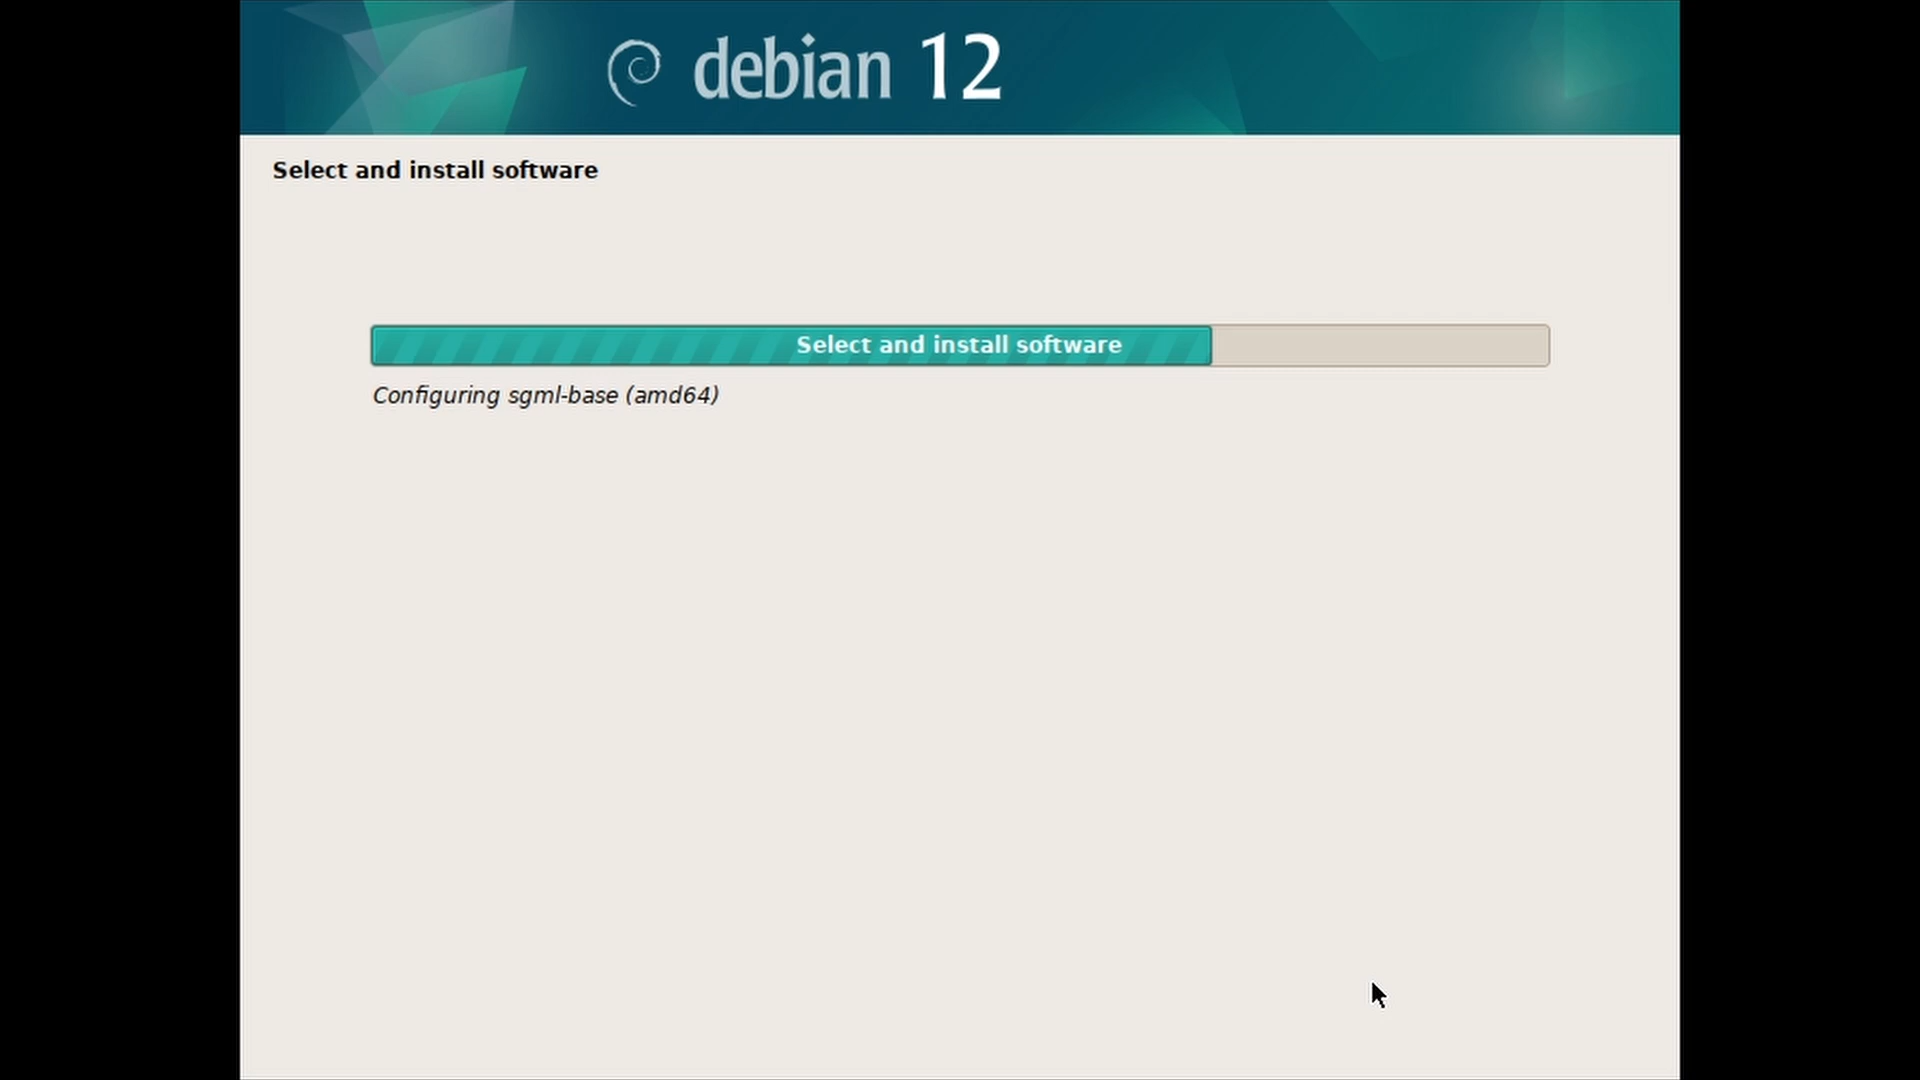 debian 12
Select and install software
Select and install software
Configuring sgml-base (amd64)